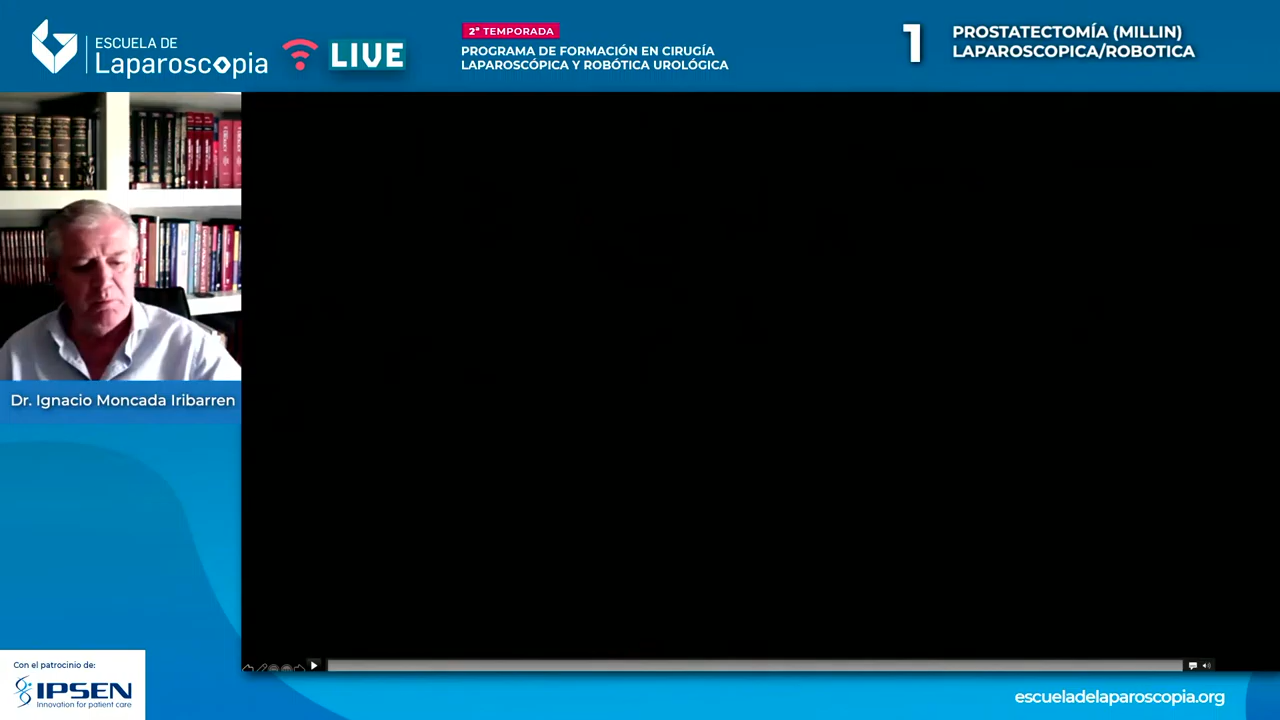 ESCUELA DE
Laparoscopia
LIVE
2ª TEMPORADA
PROGRAMA DE FORMACIÓN EN CIRUGÍA
LAPAROSCÓPICA Y ROBÓTICA UROLÓGICA
1
PROSTATECTOMÍA (MILLIN)
LAPAROSCOPICA/ROBOTICA
Dr. Ignacio Moncada Iribarren
Con el patrocinio de:
IPSEN
Innovation for patient care
escueladelaparoscopia.org